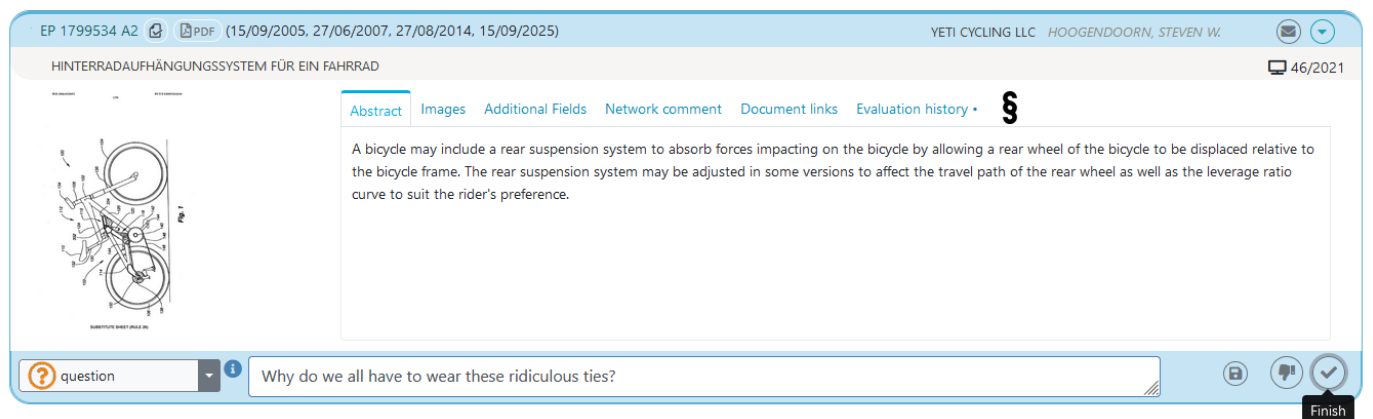 EP 1799534 A2 PDF (15/09/2005, 27/06/2007, 27/08/2014, 15/09/2025) YETI CYCLING LLC HOOGENDOORN, STEVEN W.
HINTERRADAUFHÄNGUNGSSYSTEM FÜR EIN FAHRRAD 46/2021
Abstract Images Additional Fields Network comment Document links Evaluation history • §
A bicycle may include a rear suspension system to absorb forces impacting on the bicycle by allowing a rear wheel of the bicycle to be displaced relative to
the bicycle frame. The rear suspension system may be adjusted in some versions to affect the travel path of the rear wheel as well as the leverage ratio
curve to suit the rider's preference.
Fig. 1
SUBSTITUTE SHEET (RULE 26)
question Why do we all have to wear these ridiculous ties?
Finish